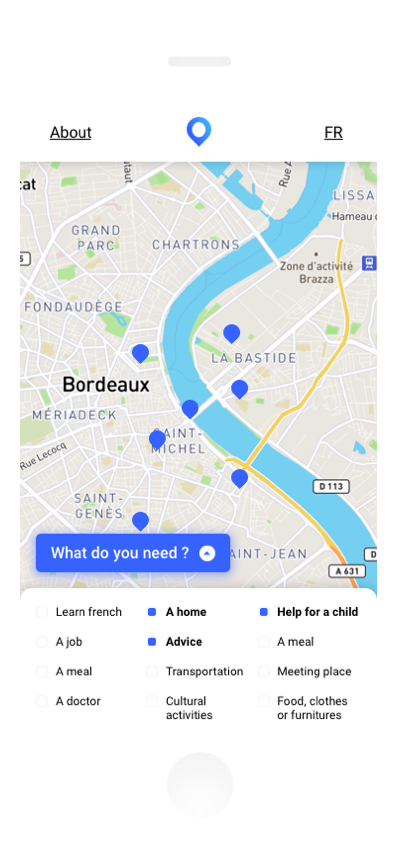 About
FR
cat
utaut
Rue A
LISSA
GRAND
PARC
CHARTRONS
Hameau d
Zone d'activité
Brazza
FONDAUDÈGE
LA BASTIDE
Bordeaux
MÉRIADECK
SAINT-
MICHEL
Rue Lecocq
D 113
SAINT-
GENÈS
What do you need ?
AINT-JEAN
D
A 631
Learn french
A home
Help for a child
A job
Advice
A meal
A meal
Transportation
Meeting place
A doctor
Cultural
activities
Food, clothes
or furnitures